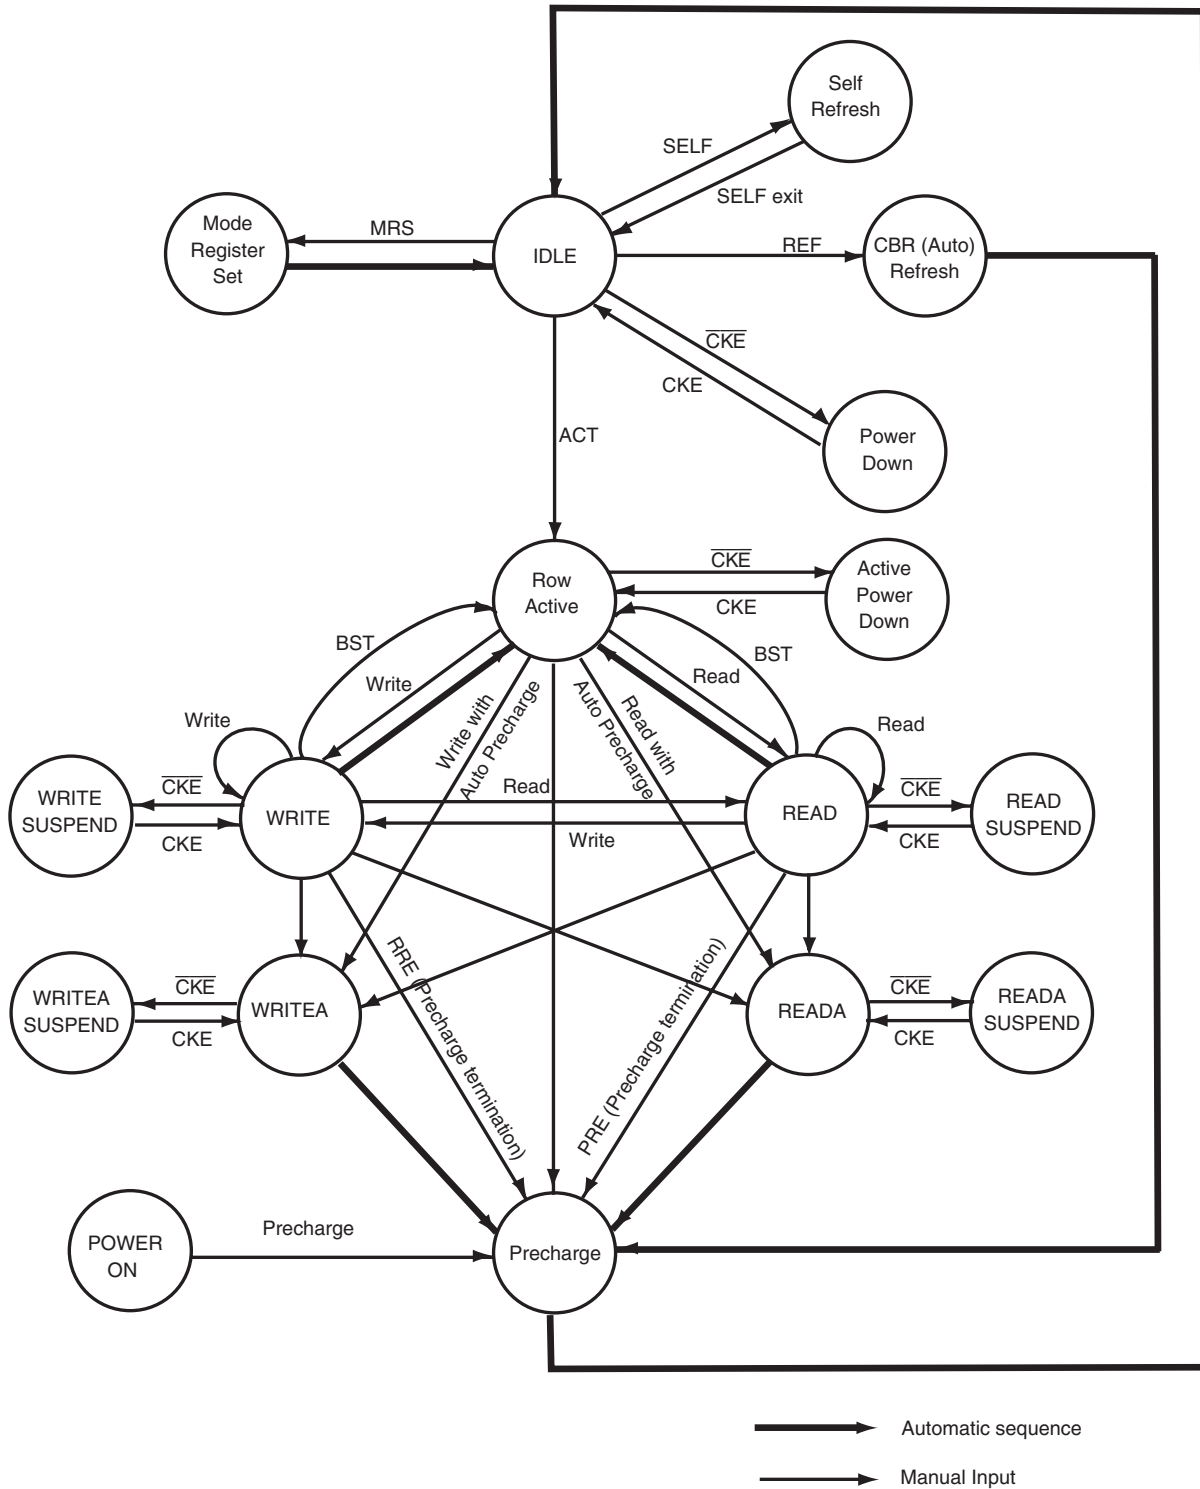 Self
Refresh
SELF
SELF exit
Mode
Register
Set
MRS
IDLE
REF
CBR (Auto)
Refresh
CKE
CKE
Power
Down
ACT
Row
Active
CKE
CKE
Active
Power
Down
BST
BST
Write
Read
Write with
Auto Precharge
Read with
Auto Precharge
Write
Read
WRITE
SUSPEND
CKE
CKE
WRITE
Read
Write
READ
CKE
CKE
READ
SUSPEND
RRE (Precharge termination)
PRE (Precharge termination)
WRITEA
SUSPEND
CKE
CKE
WRITEA
READA
CKE
CKE
READA
SUSPEND
POWER
ON
Precharge
Precharge
Automatic sequence
Manual Input